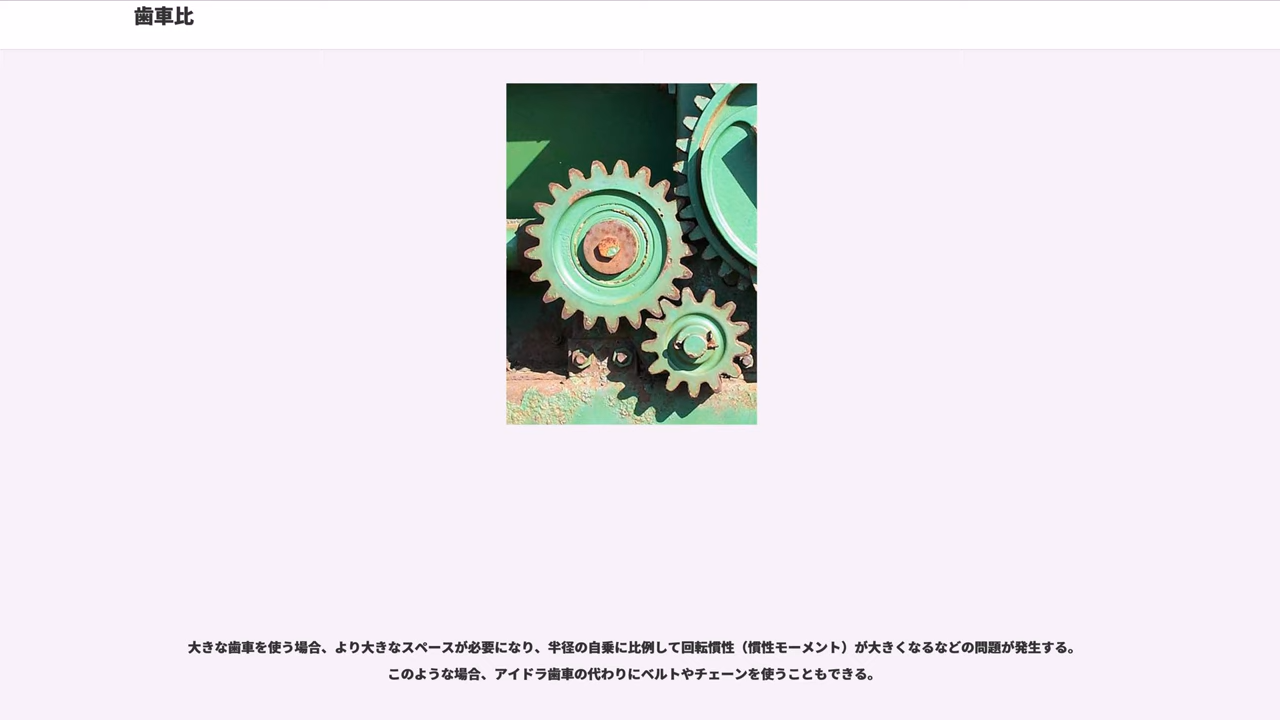 歯車比
大きな歯車を使う場合、より大きなスペースが必要になり、半径の自乗に比例して回転慣性（慣性モーメント）が大きくなるなどの問題が発生する。
このような場合、アイドラ歯車の代わりにベルトやチェーンを使うこともできる。